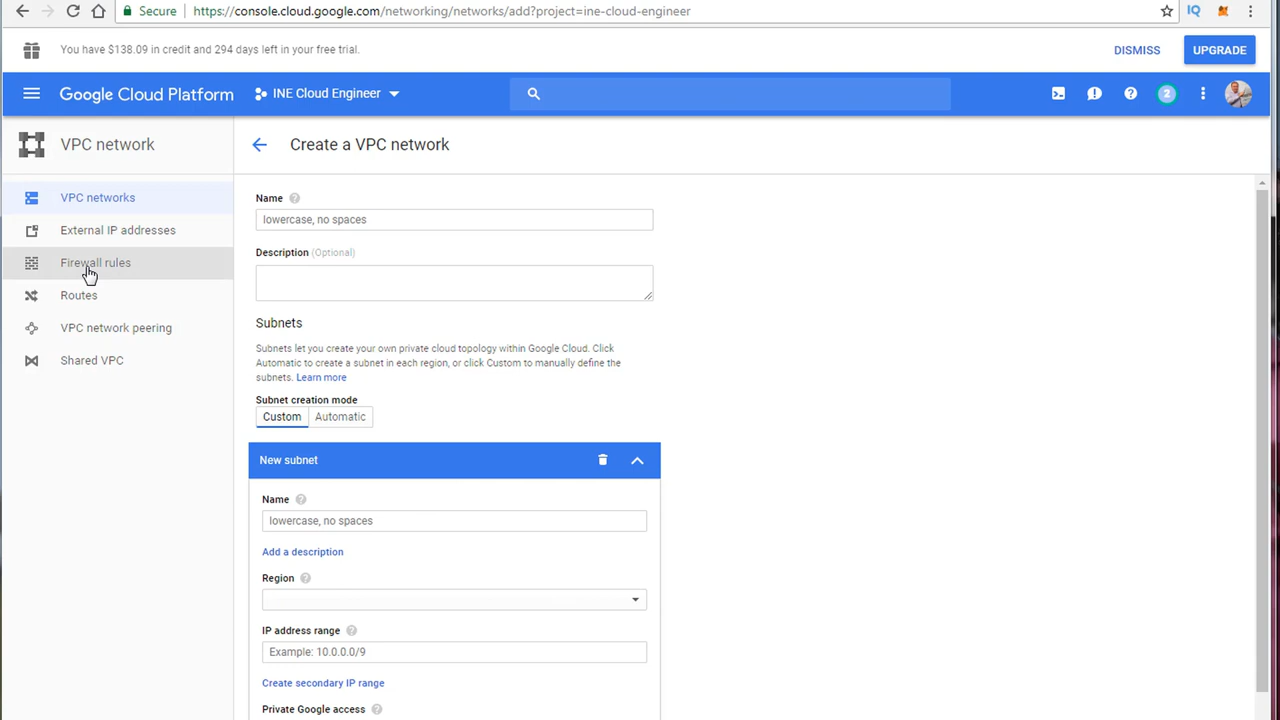 Secure
https://console.cloud.google.com/networking/networks/add?project=ine-cloud-engineer
IQ
You have $138.09 in credit and 294 days left in your free trial.
DISMISS
UPGRADE
Google Cloud Platform
INE Cloud Engineer
2
VPC network
Create a VPC network
VPC networks
External IP addresses
Firewall rules
Routes
VPC network peering
Shared VPC
Name
lowercase, no spaces
Description (Optional)
Subnets
Subnets let you create your own private cloud topology within Google Cloud. Click
Automatic to create a subnet in each region, or click Custom to manually define the
subnets. Learn more
Subnet creation mode
Custom
Automatic
New subnet
Name
lowercase, no spaces
Add a description
Region
IP address range
Example: 10.0.0.0/9
Create secondary IP range
Private Google access